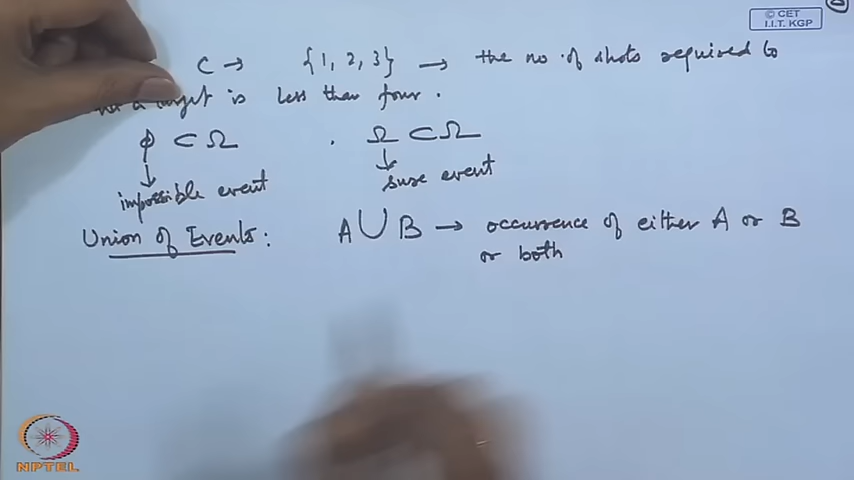 © CET
I.I.T. KGP
C → {1, 2, 3} → the no. of shots required to
a target is less than four.
ϕ ⊂ Ω . Ω ⊂ Ω
impossible event sure event
Union of Events: A ∪ B → occurrence of either A or B
or both
NPTEL